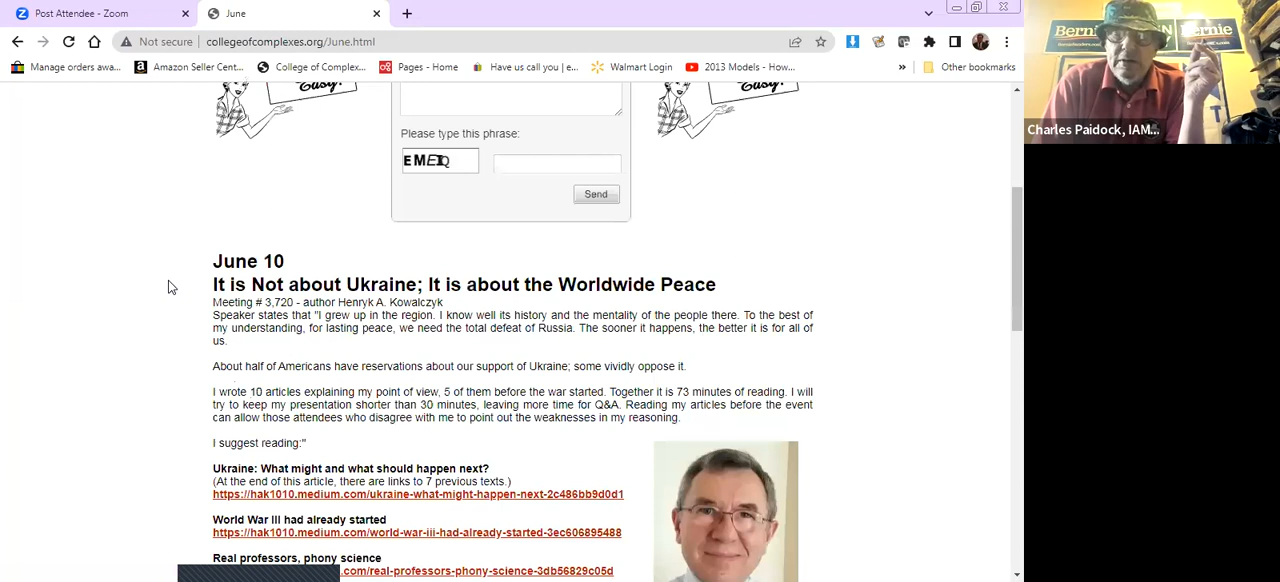 Post Attendee - Zoom
June
Not secure
collegeofcomplexes.org/June.html
Manage orders awa...
Amazon Seller Cent...
College of Complex...
Pages - Home
Have to call you | e...
Walmart Login
2013 Models - How...
»
Other bookmarks
Easy!
Easy!
Please type this phrase:
Send
June 10
It is Not about Ukraine; It is about the Worldwide Peace
Meeting # 3,720 - author Henryk A. Kowalczyk
Speaker states that "I grew up in the region. I know well its history and the mentality of the people there. To the best of
my understanding, for lasting peace, we need the total defeat of Russia. The sooner it happens, the better it is for all of
us.
About half of Americans have reservations about our support of Ukraine; some vividly oppose it.
I wrote 10 articles explaining my point of view, 5 of them before the war started. Together it is 73 minutes of reading. I will
try to keep my presentation shorter than 30 minutes, leaving more time for Q&A. Reading my articles before the event
can allow those attendees who disagree with me to point out the weaknesses in my reasoning.
I suggest reading:"
Ukraine: What might and what should happen next?
(At the end of this article, there are links to 7 previous texts.)
https://hak1010.medium.com/ukraine-what-might-happen-next-2c486bb9d0d1
World War III had already started
https://hak1010.medium.com/world-war-iii-had-already-started-3ec606895488
Real professors, phony science
.com/real-professors-phony-science-3db56829c05d
Bernie
Charles Paidock, IAM...